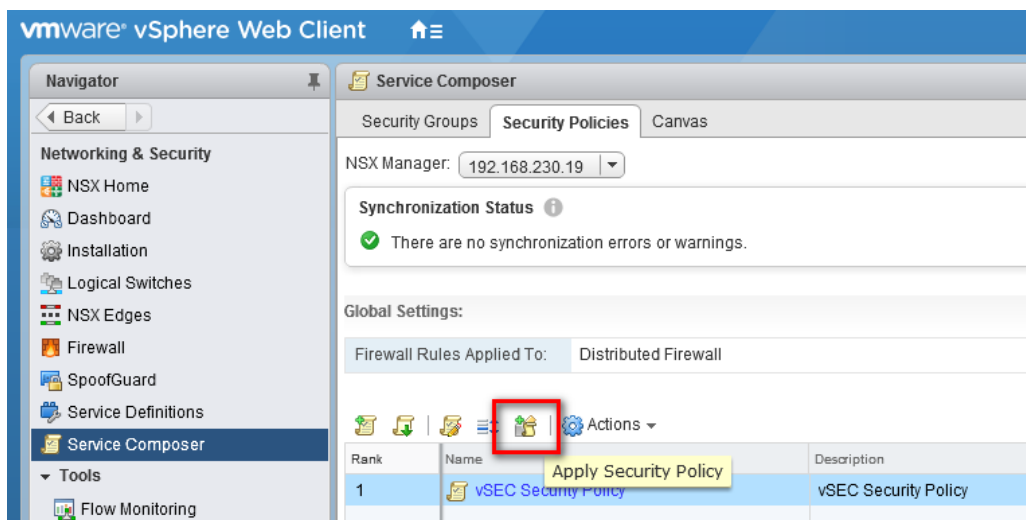 vmware® vSphere Web Client
Navigator
Back
Networking & Security
NSX Home
Dashboard
Installation
Logical Switches
NSX Edges
Firewall
SpoofGuard
Service Definitions
Service Composer
Tools
Flow Monitoring
Service Composer
Security Groups Security Policies Canvas
NSX Manager: 192.168.230.19
Synchronization Status
There are no synchronization errors or warnings.
Global Settings:
Firewall Rules Applied To: Distributed Firewall
Actions
Rank Name Description
Apply Security Policy
1 vSEC Security Policy vSEC Security Policy